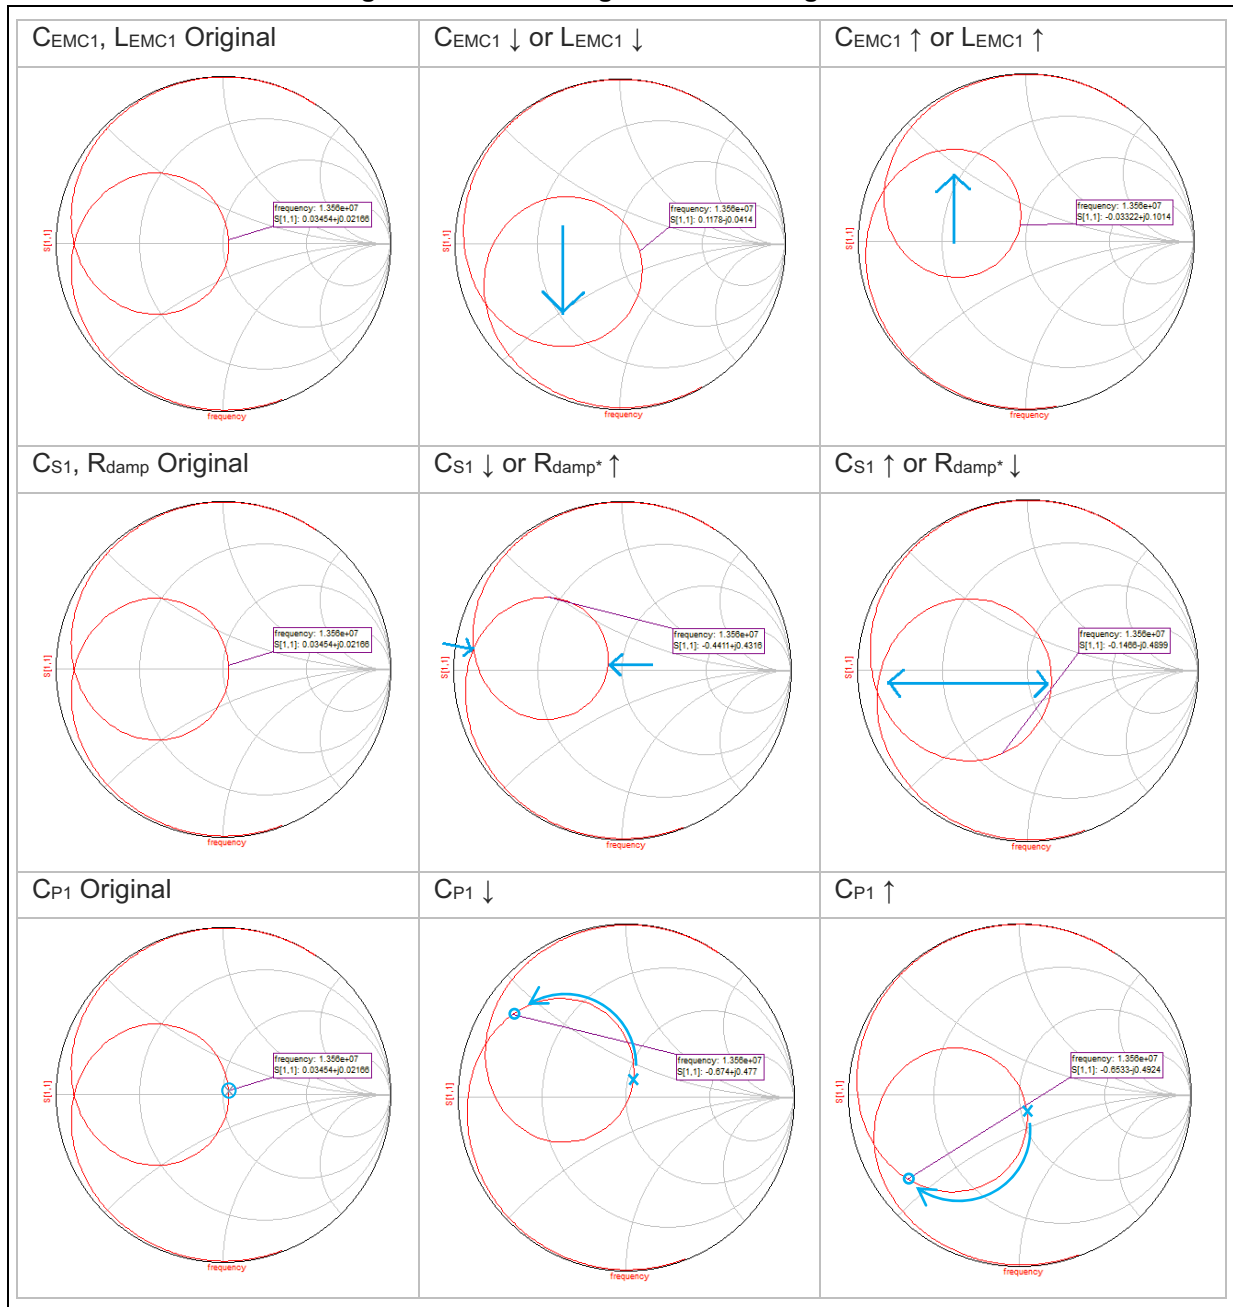 CEMC1, LEMC1 Original
CEMC1 ↓ or LEMC1 ↓
CEMC1 ↑ or LEMC1 ↑
frequency: 1.356e+07
S[1,1]: 0.03454+j0.02166
S[1,1]
frequency
frequency: 1.356e+07
S[1,1]: 0.1178-j0.0414
S[1,1]
frequency
frequency: 1.356e+07
S[1,1]: -0.03322+j0.1014
S[1,1]
frequency
CS1, Rdamp Original
CS1 ↓ or Rdamp* ↑
CS1 ↑ or Rdamp* ↓
frequency: 1.356e+07
S[1,1]: 0.03454+j0.02166
S[1,1]
frequency
frequency: 1.356e+07
S[1,1]: -0.4411+j0.4316
S[1,1]
frequency
frequency: 1.356e+07
S[1,1]: -0.1466-j0.4899
S[1,1]
frequency
CP1 Original
CP1 ↓
CP1 ↑
frequency: 1.356e+07
S[1,1]: 0.03454+j0.02166
S[1,1]
frequency
frequency: 1.356e+07
S[1,1]: -0.674+j0.477
S[1,1]
frequency
frequency: 1.356e+07
S[1,1]: -0.6533-j0.4924
S[1,1]
frequency